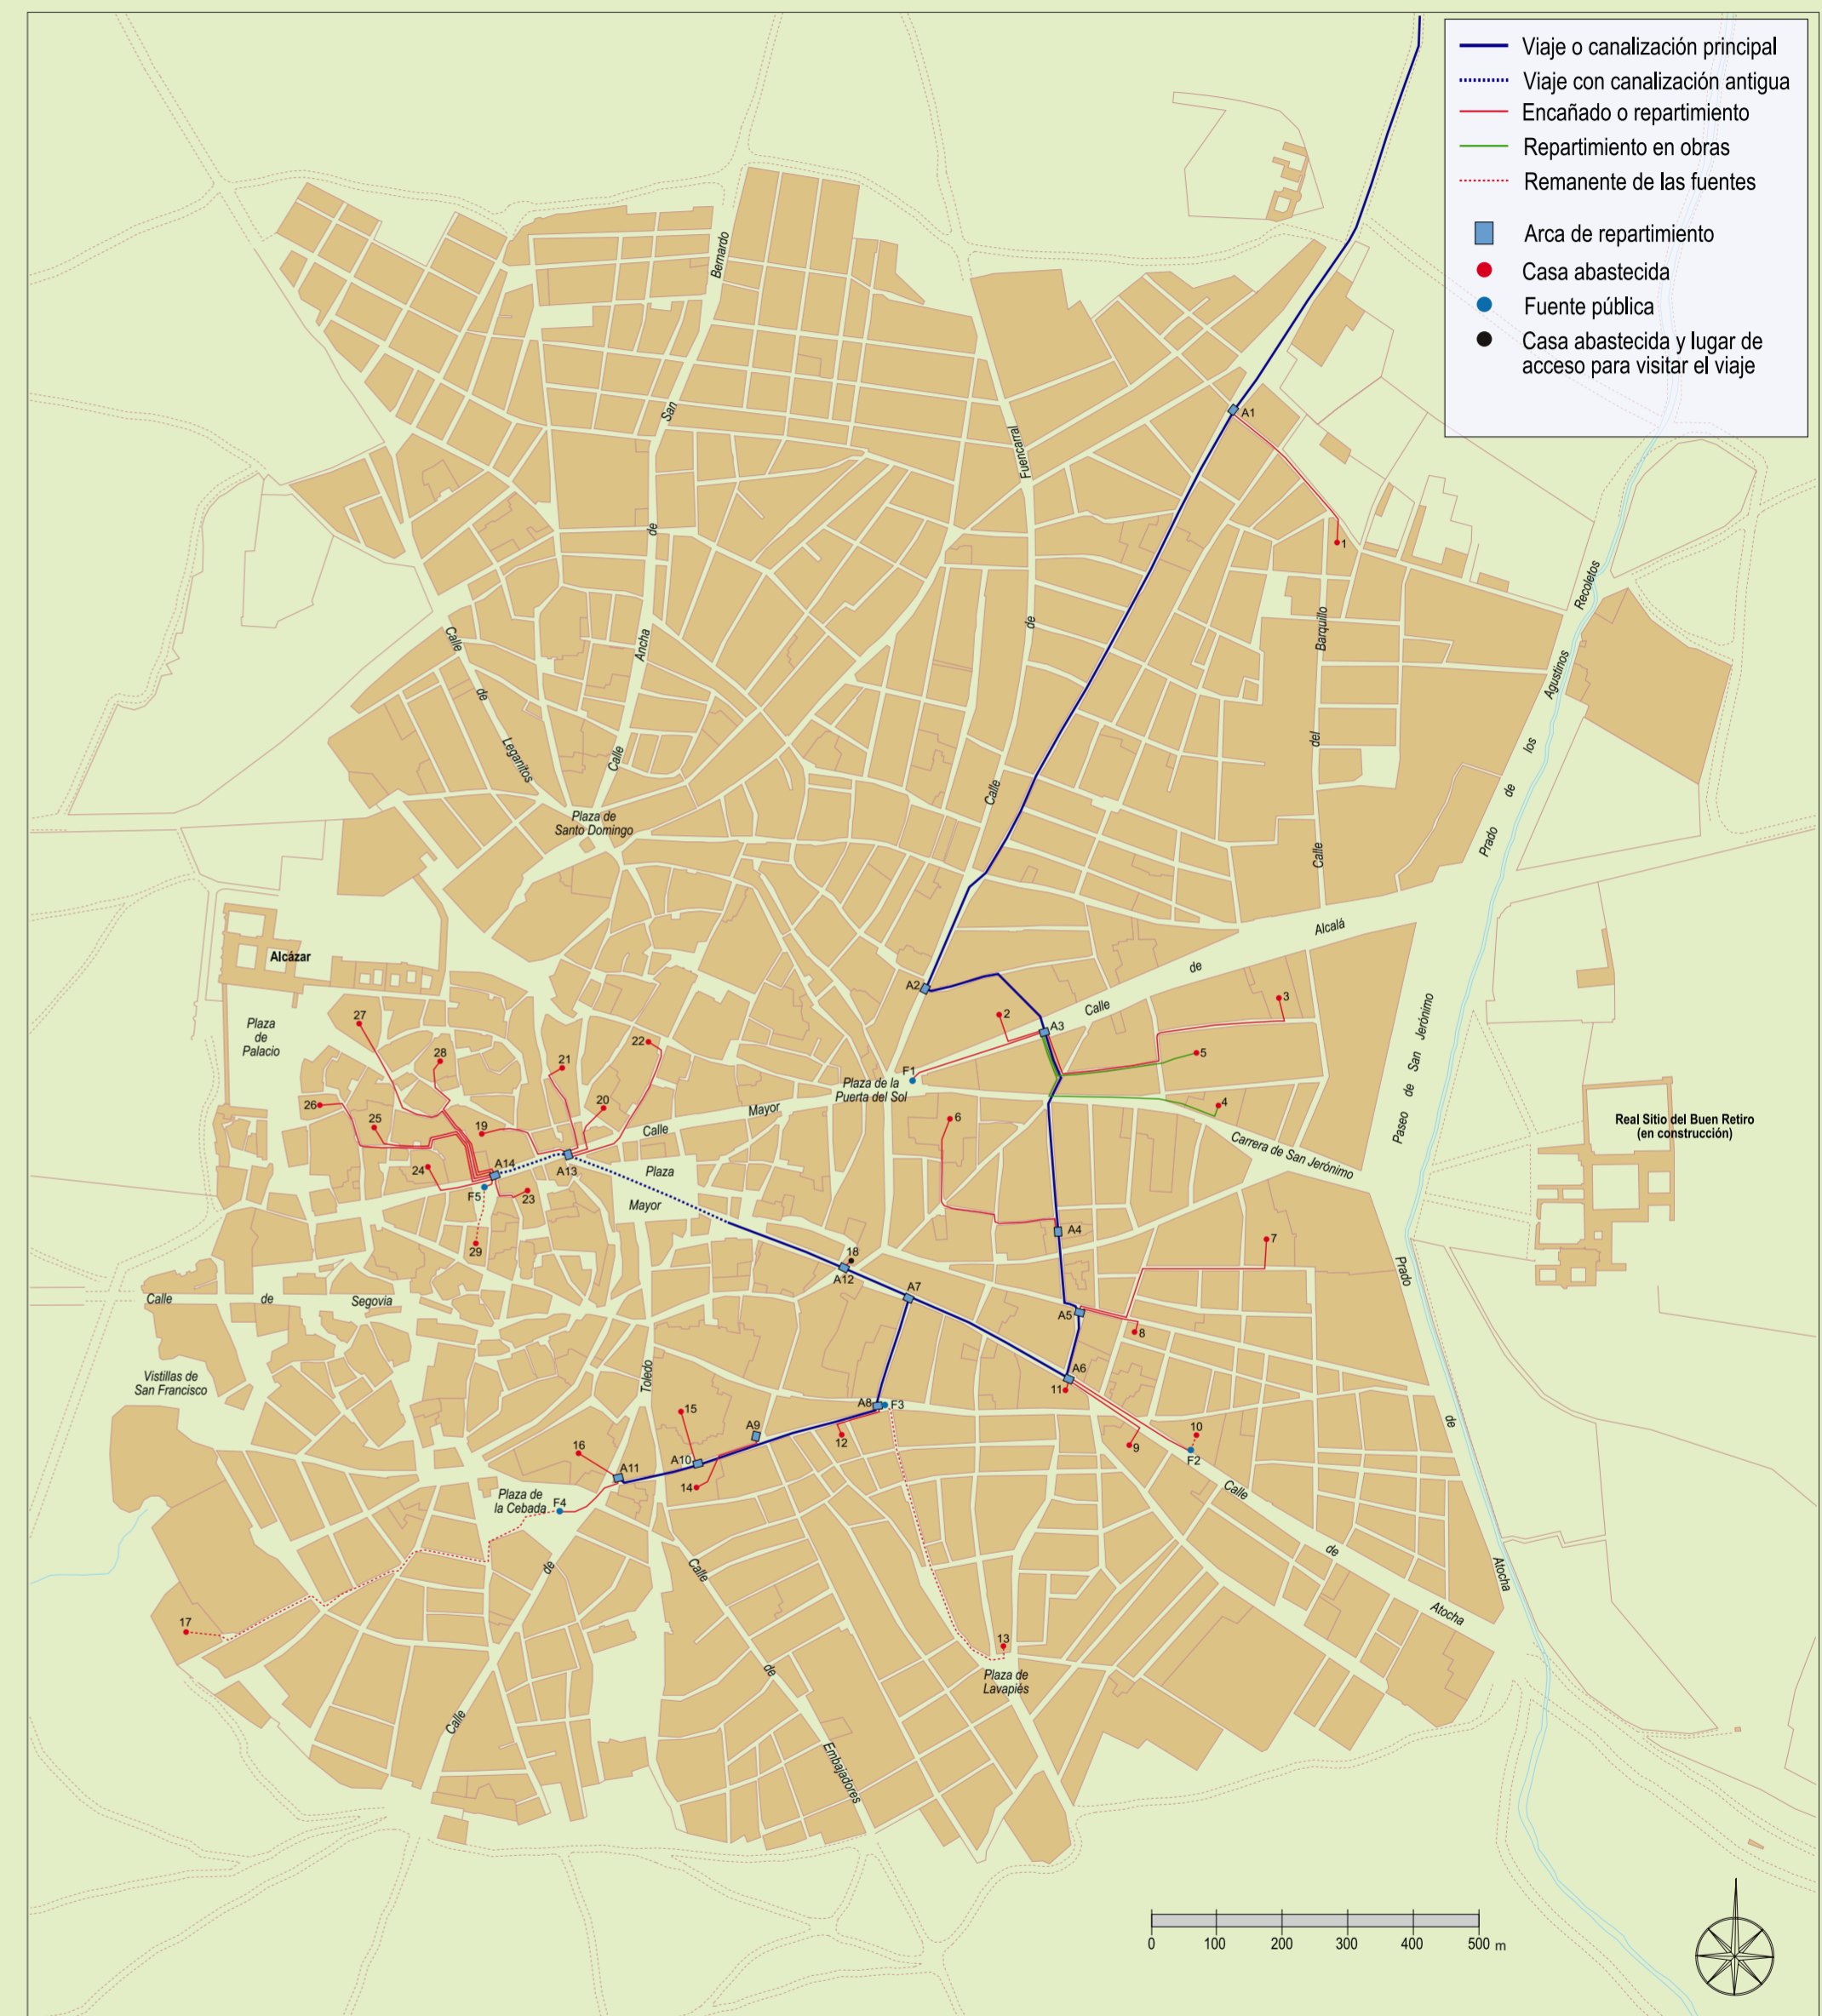 Viaje o canalización principal
Viaje con canalización antigua
Encañado o repartimiento
Repartimiento en obras
Remanente de las fuentes
Arca de repartimiento
Casa abastecida
Fuente pública
Casa abastecida y lugar de
acceso para visitar el viaje
Calle Ancha de San Bernardo
Calle de Fuencarral
A1
1
Calle del Barquillo
Prado de los Agustinos Recoletos
Calle de Leganitos
Plaza de
Santo Domingo
Calle de Alcalá
Alcázar
A2
Plaza
de
Palacio
27
28
21
22
2
A3
3
5
F1
Plaza de la
Puerta del Sol
26
25
19
20
Calle Mayor
6
4
Carrera de San Jerónimo
Paseo de San Jerónimo
Real Sitio del Buen Retiro
(en construcción)
24
A14
A13
F5
23
29
Plaza
Mayor
A4
7
18
A12
A7
Calle de Segovia
A5
8
Vistillas de
San Francisco
A6
11
A8
F3
15
A9
12
10
9
F2
16
A11
A10
14
Plaza de
la Cebada
F4
Calle de Toledo
Calle de Atocha
Prado de Atocha
17
13
Plaza de
Lavapiés
Calle de Embajadores
0 100 200 300 400 500 m